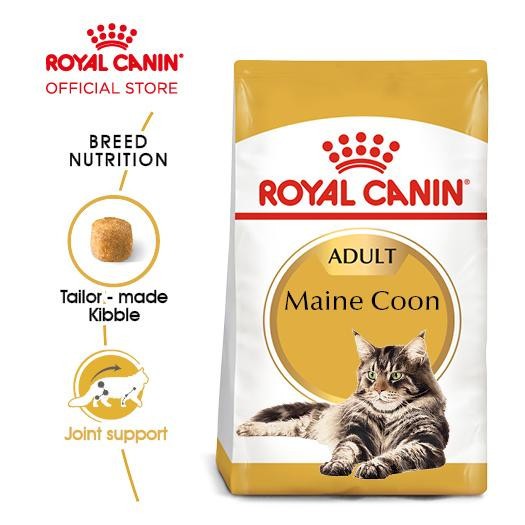 ROYAL CANIN®
OFFICIAL STORE
BREED
NUTRITION
Tailor - made
Kibble
Joint support
ROYAL CANIN®
ADULT
Maine Coon